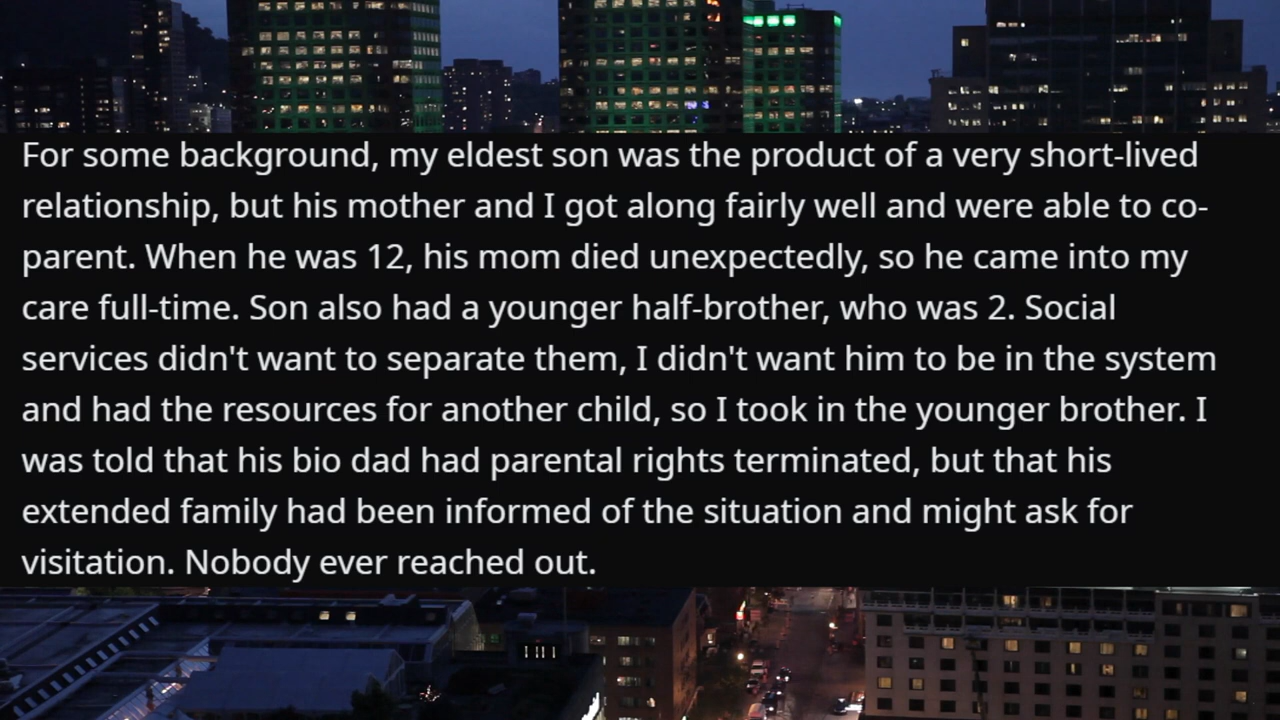 For some background, my eldest son was the product of a very short-lived
relationship, but his mother and I got along fairly well and were able to co-
parent. When he was 12, his mom died unexpectedly, so he came into my
care full-time. Son also had a younger half-brother, who was 2. Social
services didn't want to separate them, I didn't want him to be in the system
and had the resources for another child, so I took in the younger brother. I
was told that his bio dad had parental rights terminated, but that his
extended family had been informed of the situation and might ask for
visitation. Nobody ever reached out.